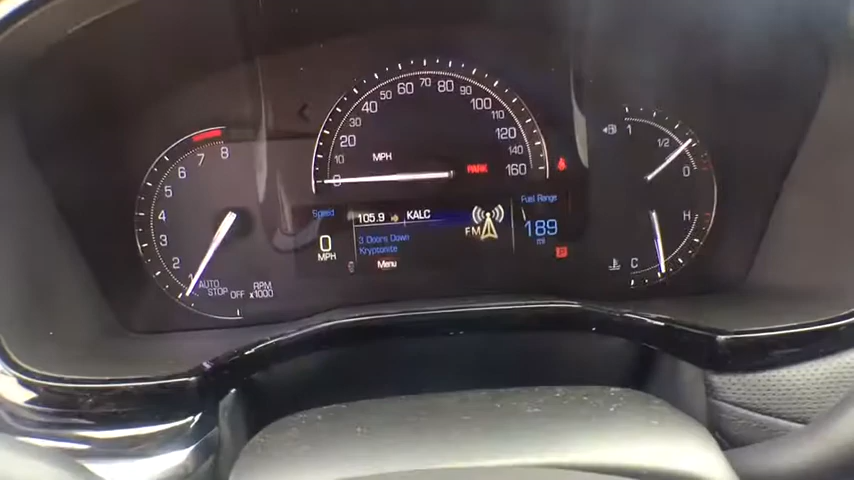 8
7
6
5
4
3
2
1
AUTO
STOP OFF
RPM
x1000
0
10
20
30
40
50
60
70
80
90
100
110
120
140
160
MPH
PARK
Speed
0
MPH
105.9 KALC
3 Doors Down
Kryptonite
Menu
FM
Fuel Range
189
mi
P
1
1/2
0
H
C